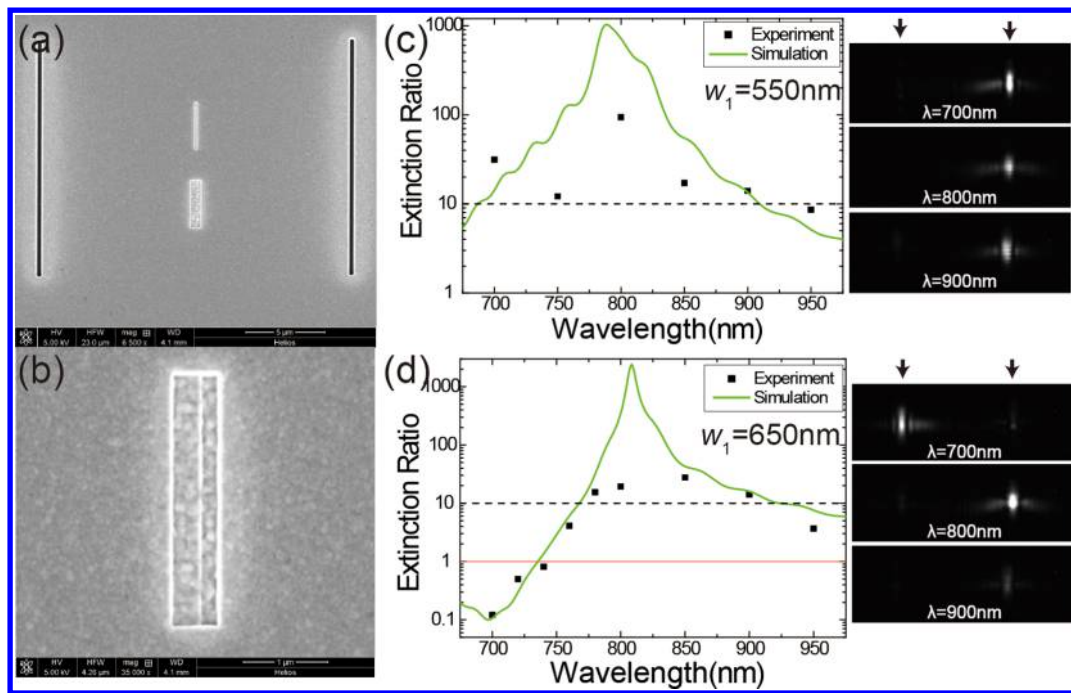 (a)
HV HFW mag WD 5 μm
5.00 kV 23.0 μm 6 500 x 4.1 mm Helios
(b)
HV HFW mag WD 1 μm
5.00 kV 4.26 μm 35 000 x 4.1 mm Helios
(c)
Extinction Ratio
1000
100
10
1
Experiment
Simulation
w₁=550nm
700 750 800 850 900 950
Wavelength(nm)
λ=700nm
λ=800nm
λ=900nm
(d)
Extinction Ratio
1000
100
10
1
0.1
Experiment
Simulation
w₁=650nm
700 750 800 850 900 950
Wavelength(nm)
λ=700nm
λ=800nm
λ=900nm